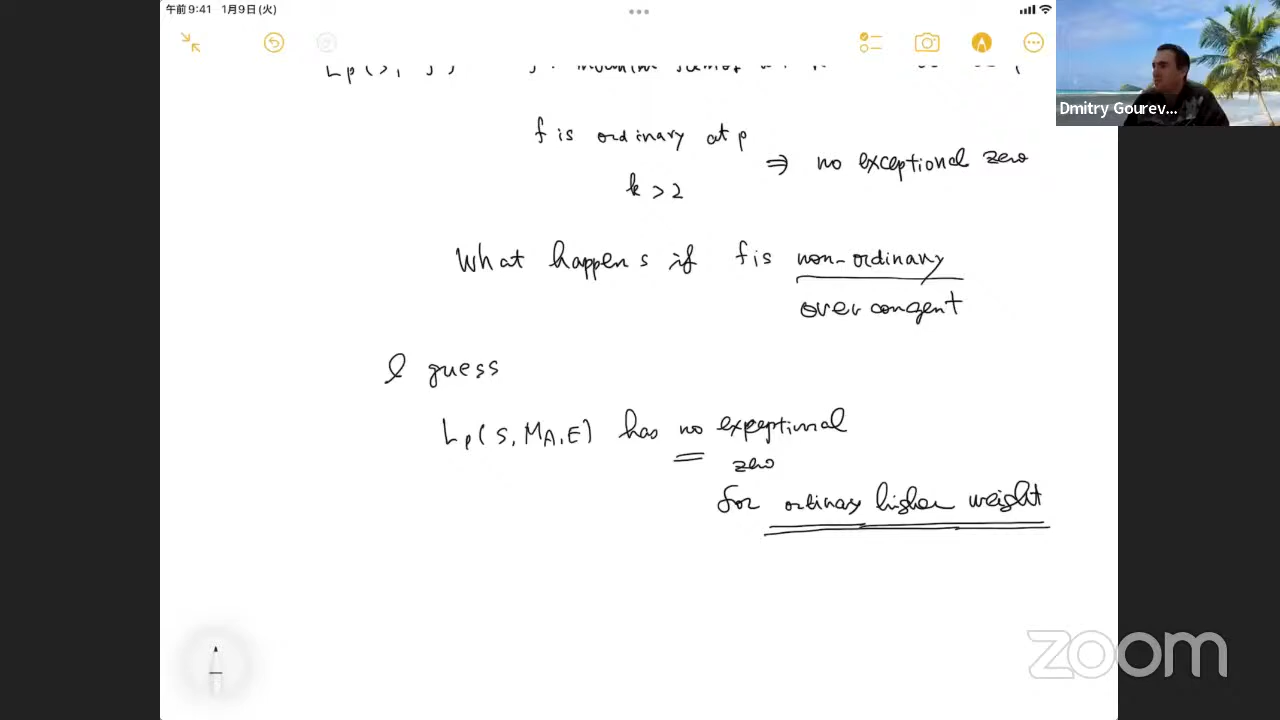 午前9:41 1月9日(火)
Dmitry Gourev...
f is ordinary at p
k > 2
⇒ no exceptional zero
What happens if f is non-ordinary
over congent
I guess
Lp(s, MA,E) has no exceptional
zero
for ordinary higher weight
zoom